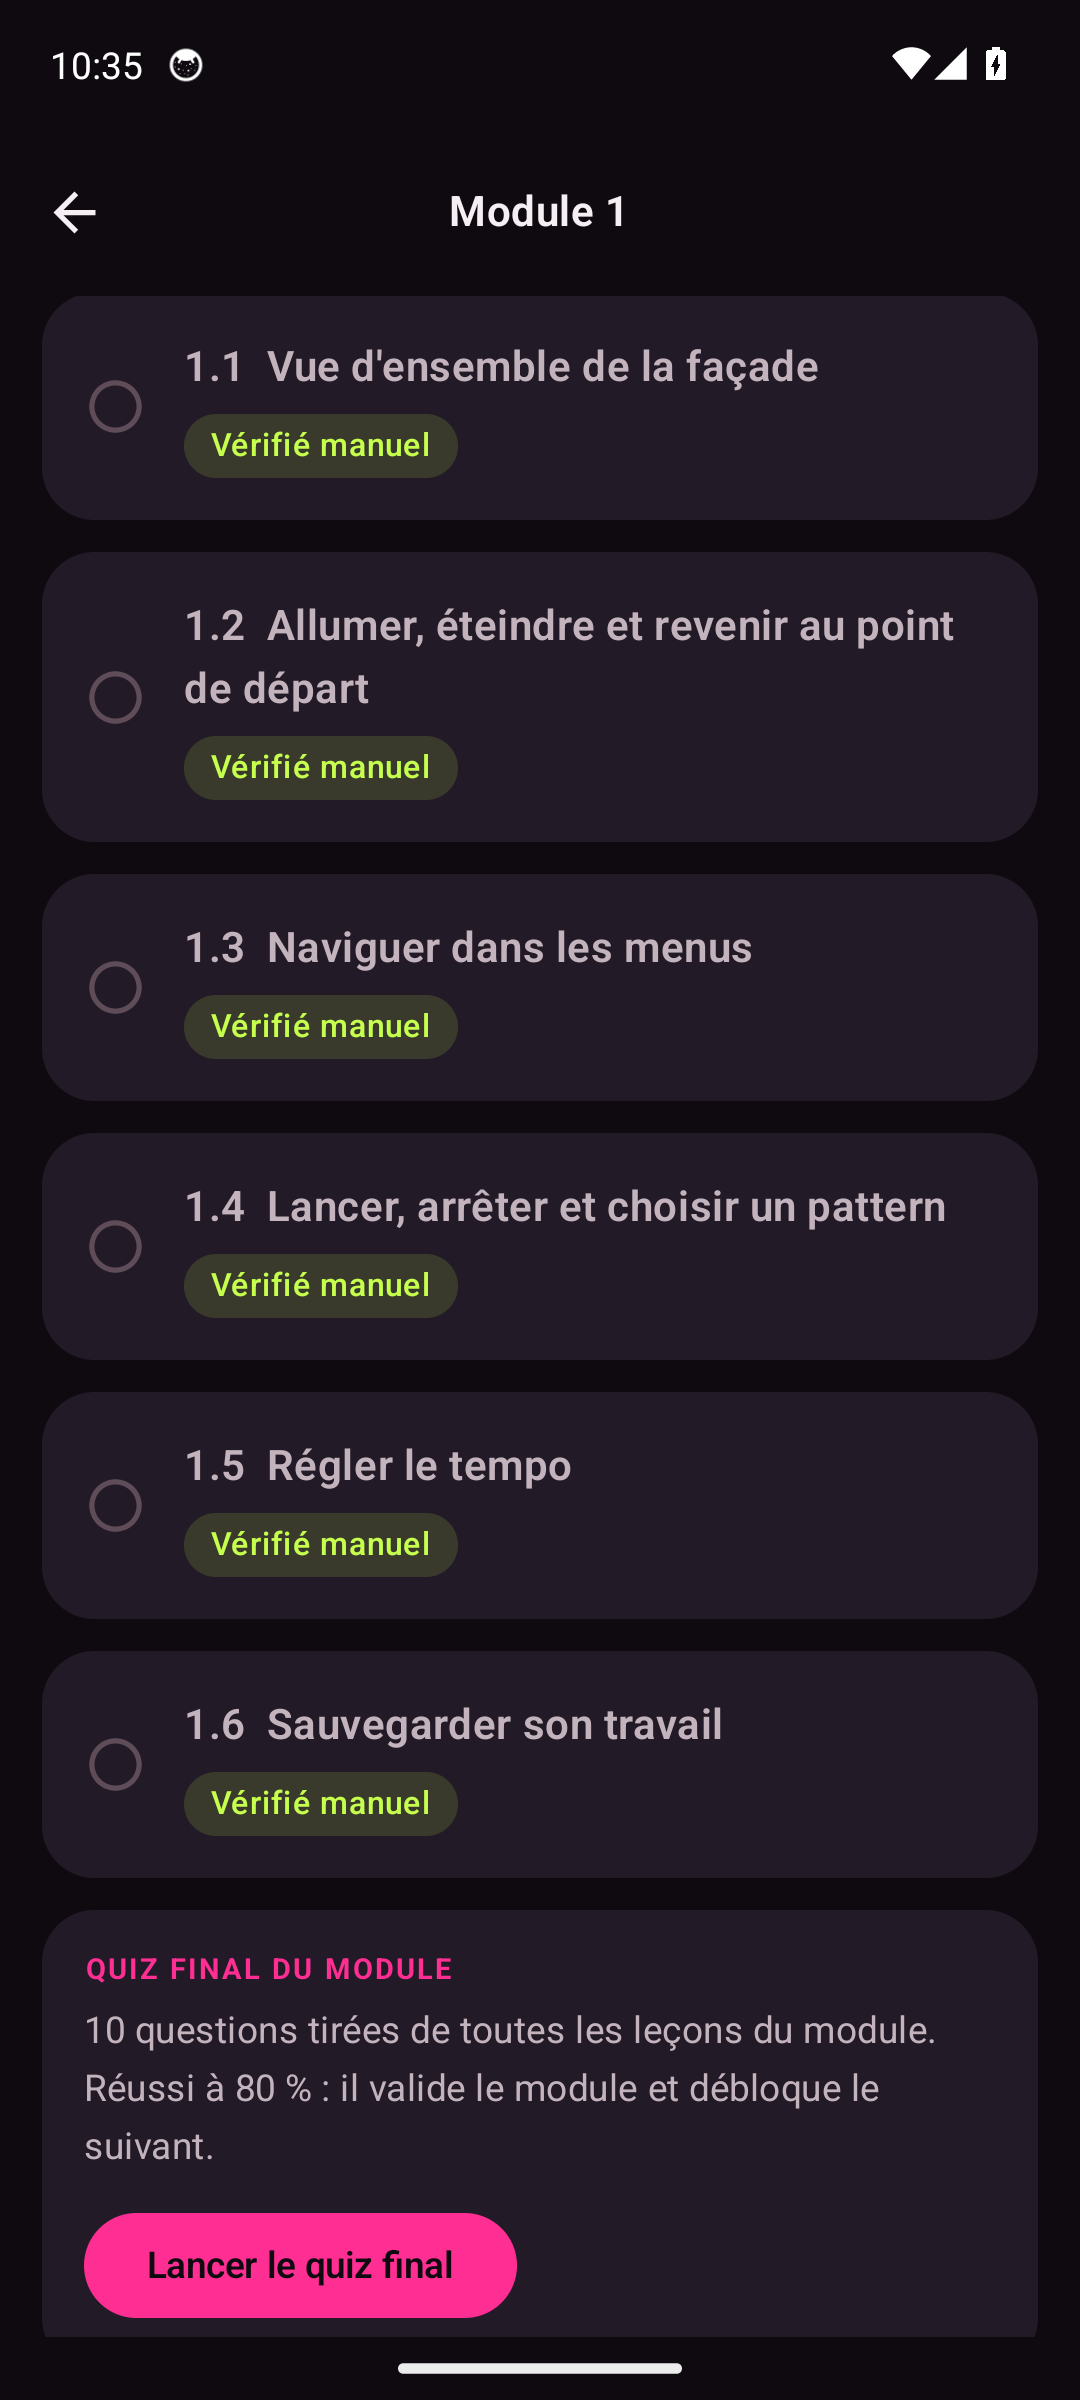 10:35
Module 1
1.1 Vue d'ensemble de la façade
Vérifié manuel
1.2 Allumer, éteindre et revenir au point
de départ
Vérifié manuel
1.3 Naviguer dans les menus
Vérifié manuel
1.4 Lancer, arrêter et choisir un pattern
Vérifié manuel
1.5 Régler le tempo
Vérifié manuel
1.6 Sauvegarder son travail
Vérifié manuel
QUIZ FINAL DU MODULE
10 questions tirées de toutes les leçons du module.
Réussi à 80 % : il valide le module et débloque le
suivant.
Lancer le quiz final